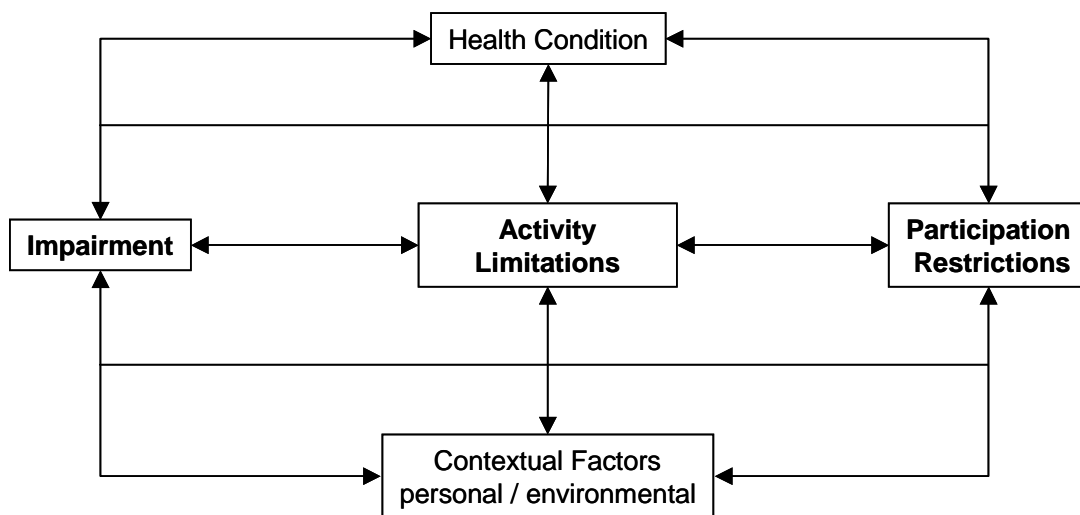 Health Condition
Impairment
Activity
Limitations
Participation
Restrictions
Contextual Factors
personal / environmental